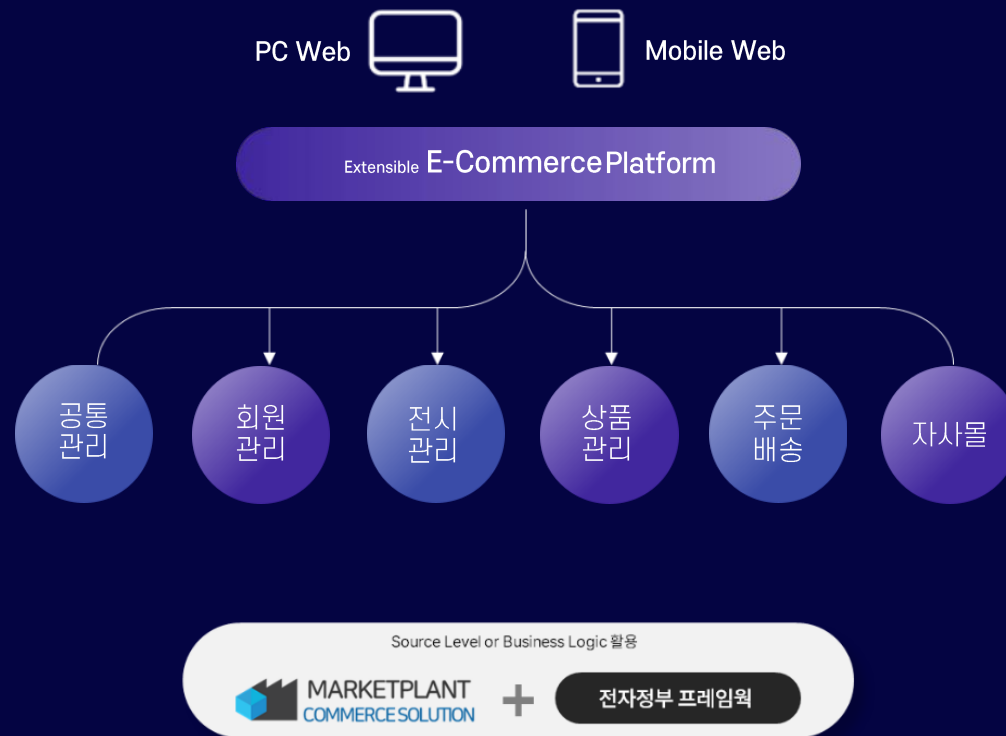 PC Web
Mobile Web
Extensible E-Commerce Platform
공통
관리
회원
관리
전시
관리
상품
관리
주문
배송
자사몰
Source Level or Business Logic 활용
MARKETPLANT
COMMERCE SOLUTION
+
전자정부 프레임웍